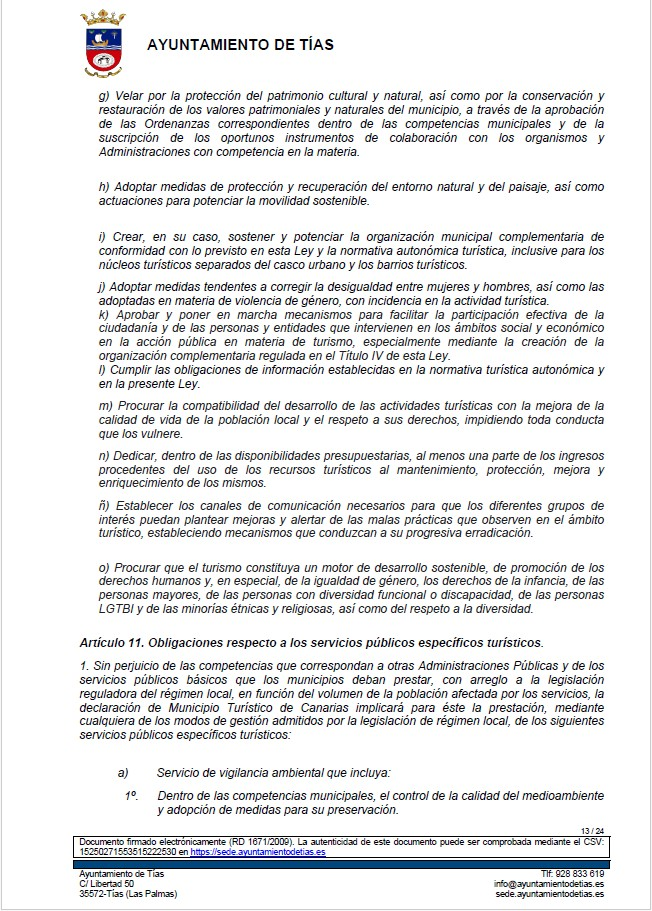 AYUNTAMIENTO DE TÍAS
g) Velar por la protección del patrimonio cultural y natural, así como por la conservación y
restauración de los valores patrimoniales y naturales del municipio, a través de la aprobación
de las Ordenanzas correspondientes dentro de las competencias municipales y de la
suscripción de los oportunos instrumentos de colaboración con los organismos y
Administraciones con competencia en la materia.
h) Adoptar medidas de protección y recuperación del entorno natural y del paisaje, así como
actuaciones para potenciar la movilidad sostenible.
i) Crear, en su caso, sostener y potenciar la organización municipal complementaria de
conformidad con lo previsto en esta Ley y la normativa autonómica turística, inclusive para los
núcleos turísticos separados del casco urbano y los barrios turísticos.
j) Adoptar medidas tendentes a corregir la desigualdad entre mujeres y hombres, así como las
adoptadas en materia de violencia de género, con incidencia en la actividad turística.
k) Aprobar y poner en marcha mecanismos para facilitar la participación efectiva de la
ciudadanía y de las personas y entidades que intervienen en los ámbitos social y económico
en la acción pública en materia de turismo, especialmente mediante la creación de la
organización complementaria regulada en el Título IV de esta Ley.
l) Cumplir las obligaciones de información establecidas en la normativa turística autonómica y
en la presente Ley.
m) Procurar la compatibilidad del desarrollo de las actividades turísticas con la mejora de la
calidad de vida de la población local y el respeto a sus derechos, impidiendo toda conducta
que los vulnere.
n) Dedicar, dentro de las disponibilidades presupuestarias, al menos una parte de los ingresos
procedentes del uso de los recursos turísticos al mantenimiento, protección, mejora y
enriquecimiento de los mismos.
ñ) Establecer los canales de comunicación necesarios para que los diferentes grupos de
interés puedan plantear mejoras y alertar de las malas prácticas que observen en el ámbito
turístico, estableciendo mecanismos que conduzcan a su progresiva erradicación.
o) Procurar que el turismo constituya un motor de desarrollo sostenible, de promoción de los
derechos humanos y, en especial, de la igualdad de género, los derechos de la infancia, de las
personas mayores, de las personas con diversidad funcional o discapacidad, de las personas
LGTBI y de las minorías étnicas y religiosas, así como del respeto a la diversidad.
Artículo 11. Obligaciones respecto a los servicios públicos específicos turísticos.
1. Sin perjuicio de las competencias que correspondan a otras Administraciones Públicas y de los
servicios públicos básicos que los municipios deban prestar, con arreglo a la legislación
reguladora del régimen local, en función del volumen de la población afectada por los servicios, la
declaración de Municipio Turístico de Canarias implicará para éste la prestación, mediante
cualquiera de los modos de gestión admitidos por la legislación de régimen local, de los siguientes
servicios públicos específicos turísticos:
a) Servicio de vigilancia ambiental que incluya:
1º. Dentro de las competencias municipales, el control de la calidad del medioambiente
y adopción de medidas para su preservación.
13 / 24
Documento firmado electrónicamente (RD 1671/2009). La autenticidad de este documento puede ser comprobada mediante el CSV:
15250271553515222530 en https://sede.ayuntamientodetias.es
Ayuntamiento de Tías
Tlf: 928 833 619
C/ Libertad 50
info@ayuntamientodetias.es
35572-Tías (Las Palmas)
sede.ayuntamientodetias.es